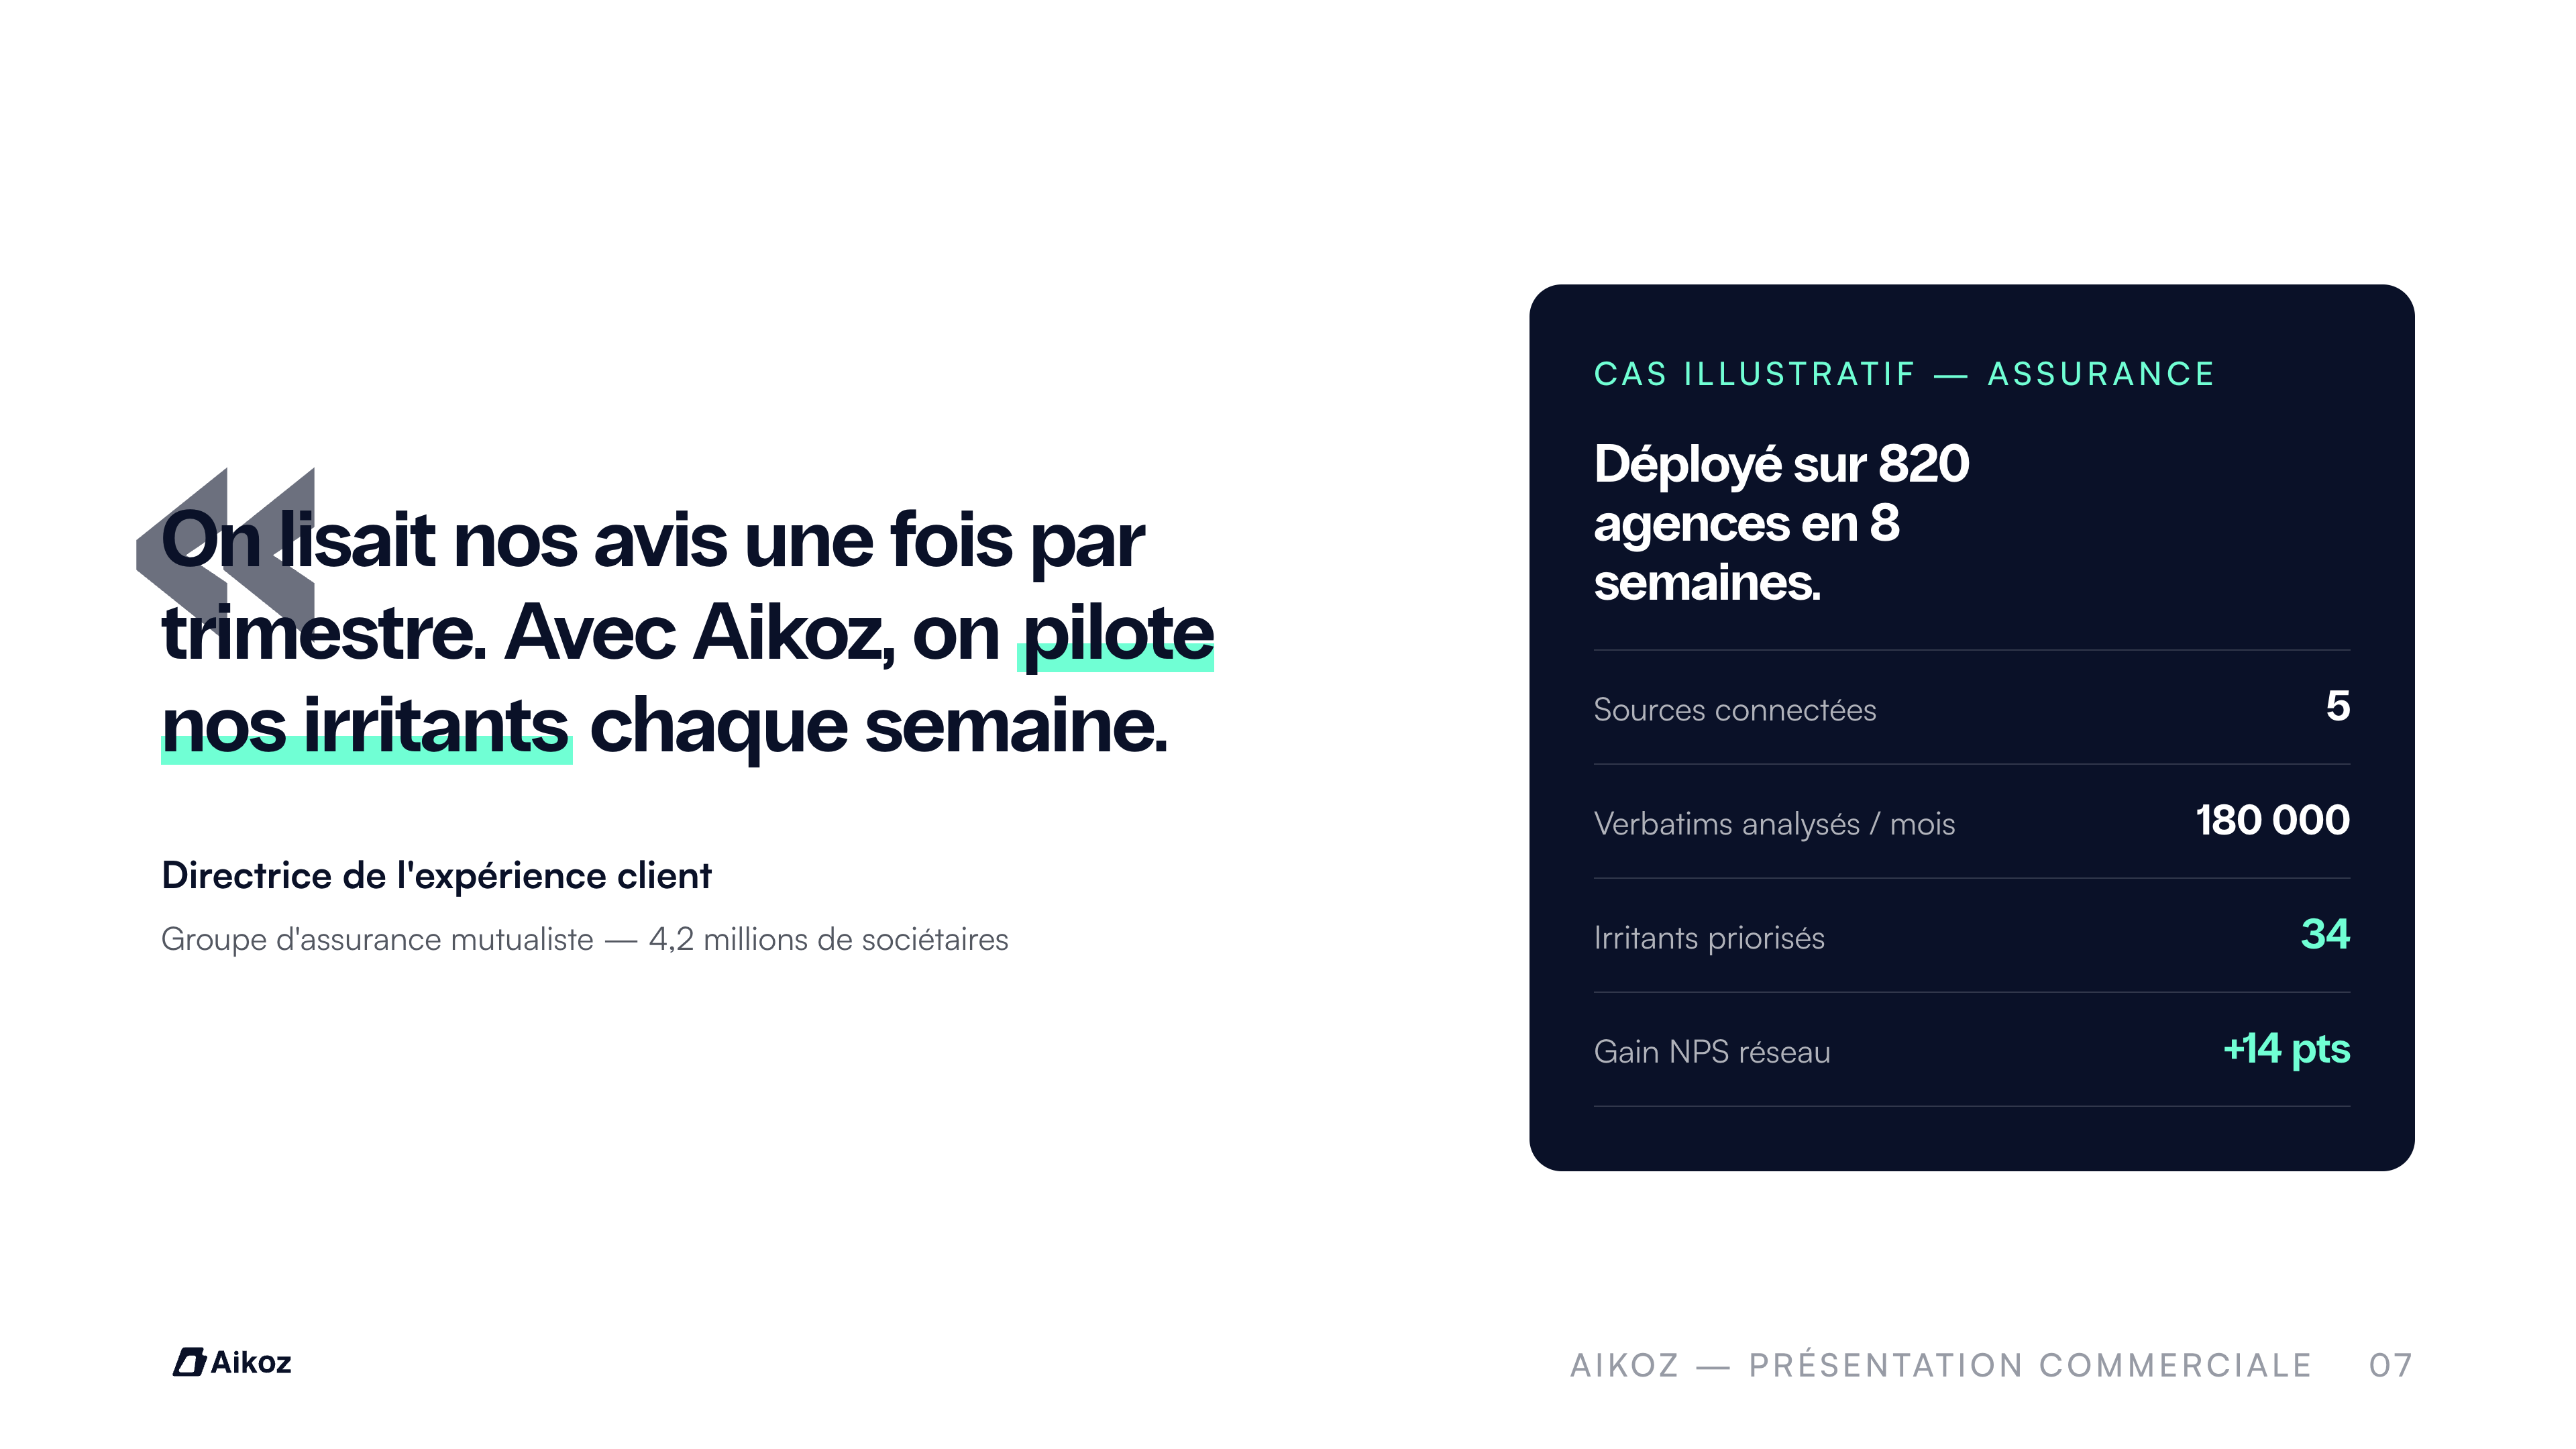 «
On lisait nos avis une fois par
trimestre. Avec Aikoz, on pilote
nos irritants chaque semaine.
Directrice de l'expérience client
Groupe d'assurance mutualiste — 4,2 millions de sociétaires
CAS ILLUSTRATIF — ASSURANCE
Déployé sur 820
agences en 8
semaines.
Sources connectées 5
Verbatims analysés / mois 180 000
Irritants priorisés 34
Gain NPS réseau +14 pts
Aikoz
AIKOZ — PRÉSENTATION COMMERCIALE 07